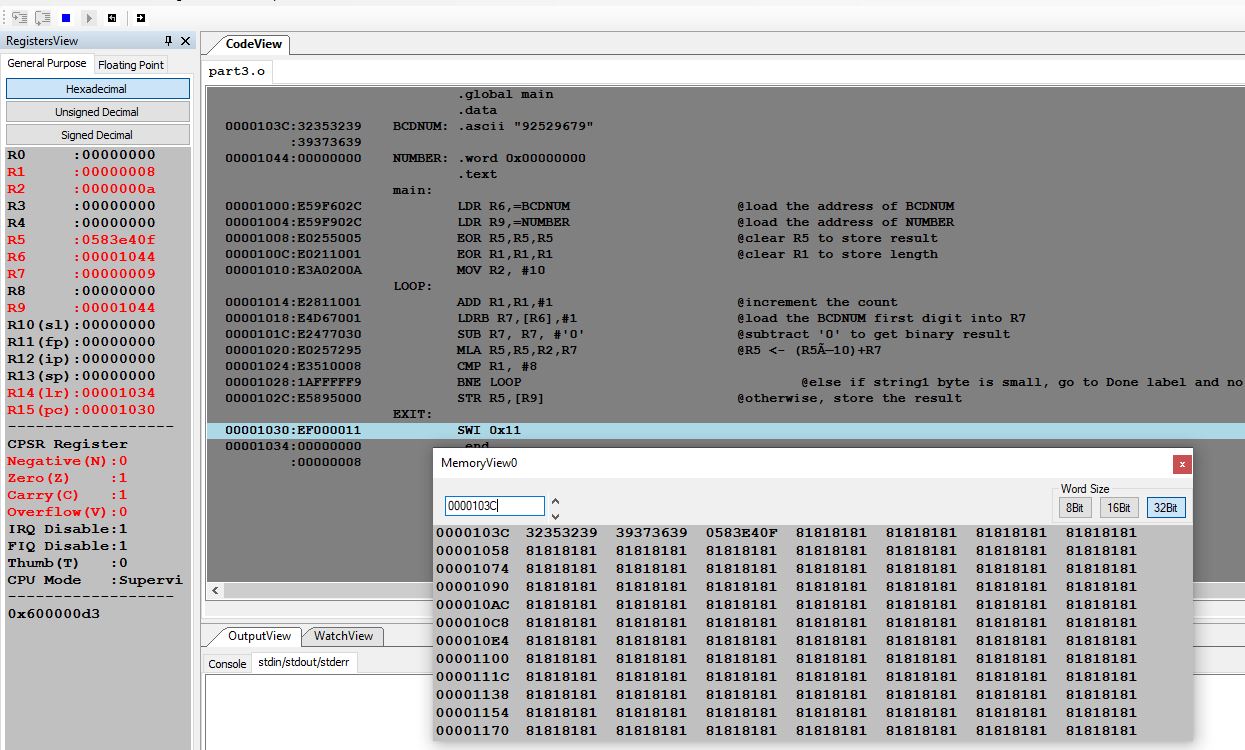 RegistersView
General Purpose Floating Point
Hexadecimal
Unsigned Decimal
Signed Decimal
R0 :00000000
R1 :00000008
R2 :0000000a
R3 :00000000
R4 :00000000
R5 :0583e40f
R6 :00001044
R7 :00000009
R8 :00000000
R9 :00001044
R10(sl):00000000
R11(fp):00000000
R12(ip):00000000
R13(sp):00000000
R14(lr):00001034
R15(pc):00001030
------------------
CPSR Register
Negative(N):0
Zero(Z) :1
Carry(C) :1
Overflow(V):0
IRQ Disable:1
FIQ Disable:1
Thumb(T) :0
CPU Mode :Supervi
------------------
0x600000d3
CodeView
part3.o
.global main
.data
0000103C:32353239 BCDNUM: .ascii "92529679"
:39373639
00001044:00000000 NUMBER: .word 0x00000000
.text
main:
00001000:E59F602C LDR R6,=BCDNUM @load the address of BCDNUM
00001004:E59F902C LDR R9,=NUMBER @load the address of NUMBER
00001008:E0255005 EOR R5,R5,R5 @clear R5 to store result
0000100C:E0211001 EOR R1,R1,R1 @clear R1 to store length
00001010:E3A0200A MOV R2, #10
LOOP:
00001014:E2811001 ADD R1,R1,#1 @increment the count
00001018:E4D67001 LDRB R7,[R6],#1 @load the BCDNUM first digit into R7
0000101C:E2477030 SUB R7, R7, #'0' @subtract '0' to get binary result
00001020:E0257295 MLA R5,R5,R2,R7 @R5 <- (R5Ã—10)+R7
00001024:E3510008 CMP R1, #8
00001028:1AFFFFF9 BNE LOOP @else if string1 byte is small, go to Done label and no
0000102C:E5895000 STR R5,[R9] @otherwise, store the result
EXIT:
00001030:EF000011 SWI 0x11
00001034:00000000 .end
:00000008
MemoryView0
0000103C
Word Size
8Bit 16Bit 32Bit
0000103C 32353239 39373639 0583E40F 81818181 81818181 81818181 81818181
00001058 81818181 81818181 81818181 81818181 81818181 81818181 81818181
00001074 81818181 81818181 81818181 81818181 81818181 81818181 81818181
00001090 81818181 81818181 81818181 81818181 81818181 81818181 81818181
000010AC 81818181 81818181 81818181 81818181 81818181 81818181 81818181
000010C8 81818181 81818181 81818181 81818181 81818181 81818181 81818181
000010E4 81818181 81818181 81818181 81818181 81818181 81818181 81818181
00001100 81818181 81818181 81818181 81818181 81818181 81818181 81818181
0000111C 81818181 81818181 81818181 81818181 81818181 81818181 81818181
00001138 81818181 81818181 81818181 81818181 81818181 81818181 81818181
00001154 81818181 81818181 81818181 81818181 81818181 81818181 81818181
00001170 81818181 81818181 81818181 81818181 81818181 81818181 81818181
OutputView WatchView
Console stdin/stdout/stderr